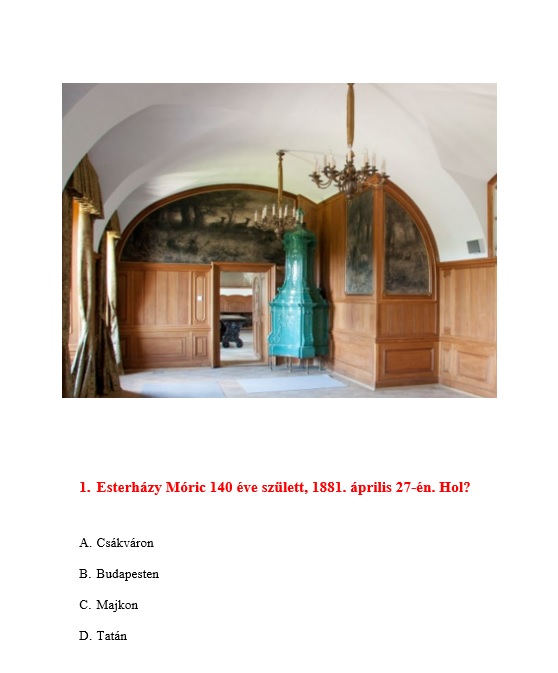 1. Esterházy Móric 140 éve született, 1881. április 27-én. Hol?
A. Csákváron
B. Budapesten
C. Majkon
D. Tatán